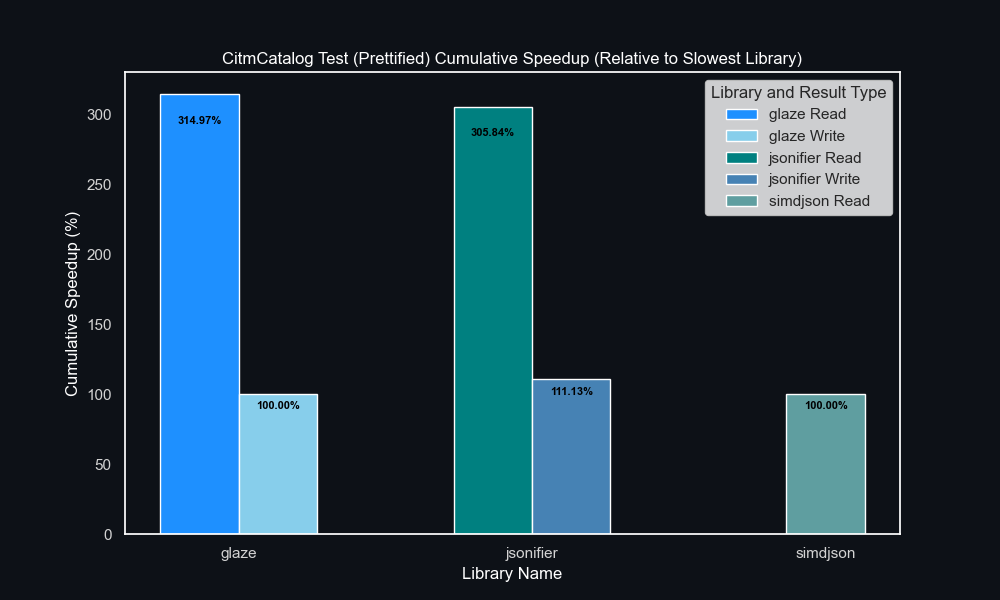 CitmCatalog Test (Prettified) Cumulative Speedup (Relative to Slowest Library)
Library and Result Type
glaze Read
glaze Write
jsonifier Read
jsonifier Write
simdjson Read
Cumulative Speedup (%)
300
250
200
150
100
50
0
314.97%
100.00%
305.84%
111.13%
100.00%
glaze
jsonifier
simdjson
Library Name